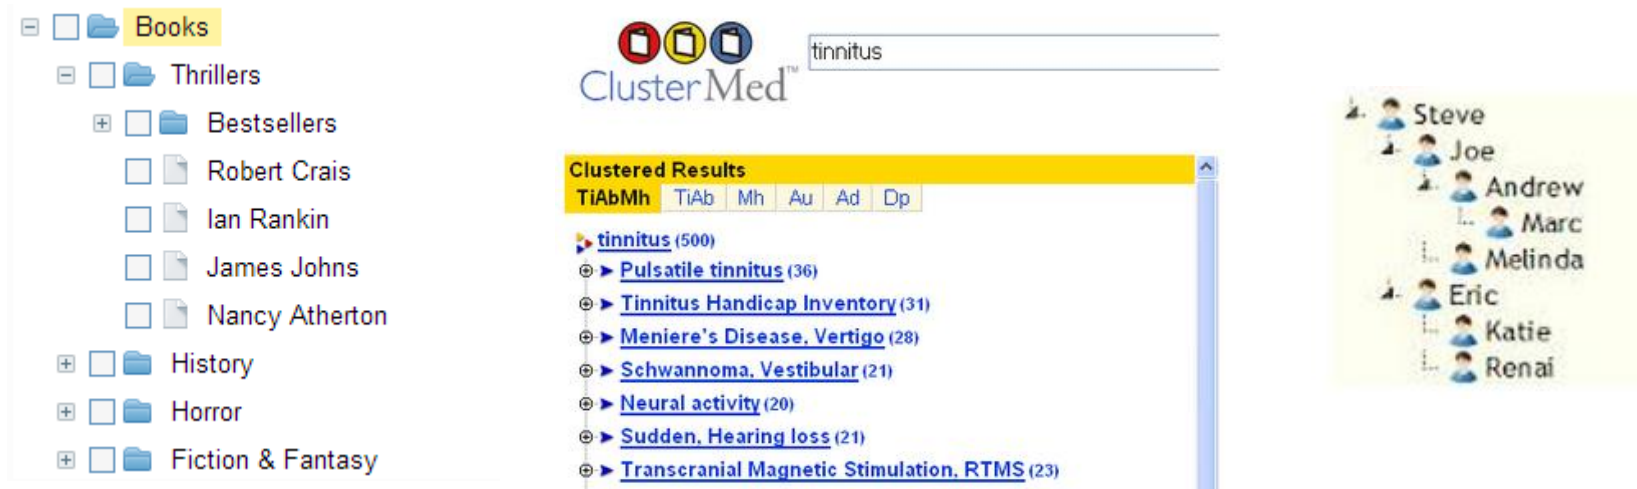 Books
Thrillers
Bestsellers
Robert Crais
Ian Rankin
James Johns
Nancy Atherton
History
Horror
Fiction & Fantasy
ClusterMed™
tinnitus
Clustered Results
TiAbMh TiAb Mh Au Ad Dp
tinnitus (500)
Pulsatile tinnitus (36)
Tinnitus Handicap Inventory (31)
Meniere's Disease, Vertigo (28)
Schwannoma, Vestibular (21)
Neural activity (20)
Sudden, Hearing loss (21)
Transcranial Magnetic Stimulation, RTMS (23)
Steve
Joe
Andrew
Marc
Melinda
Eric
Katie
Renai